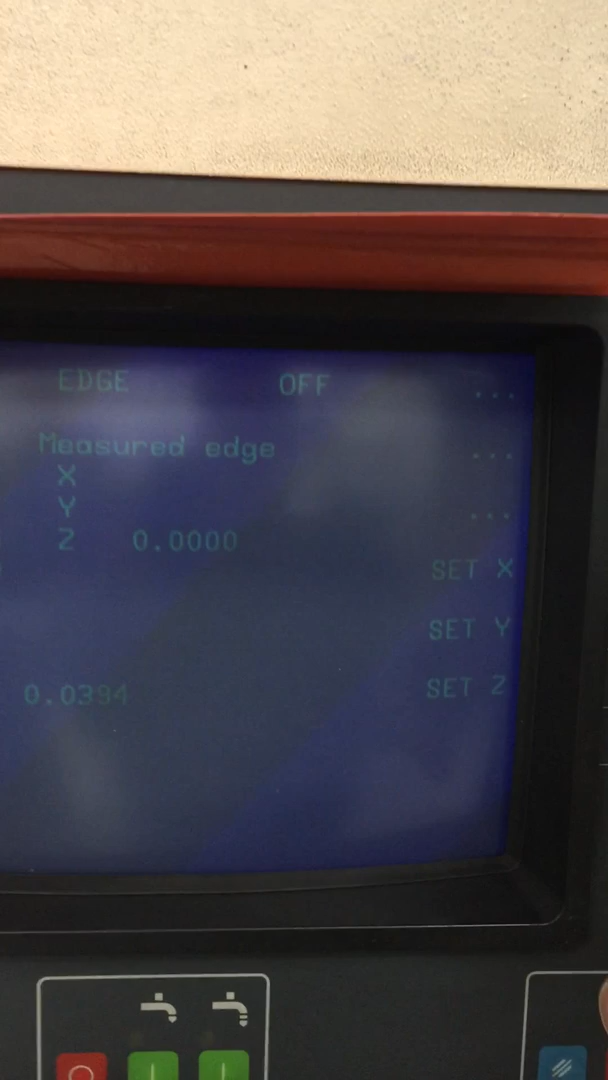 EDGE OFF ...
Measured edge ...
X
Y ...
Z 0.0000
SET X
SET Y
0.0394 SET Z